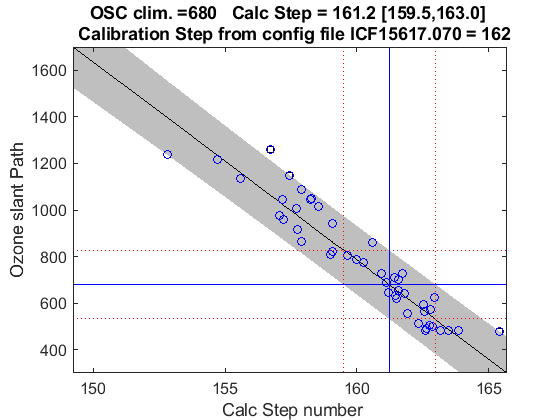 OSC clim. =680   Calc Step = 161.2 [159.5,163.0]
Calibration Step from config file ICF15617.070 = 162
Ozone slant Path
1600
1400
1200
1000
800
600
400
150
155
160
165
Calc Step number